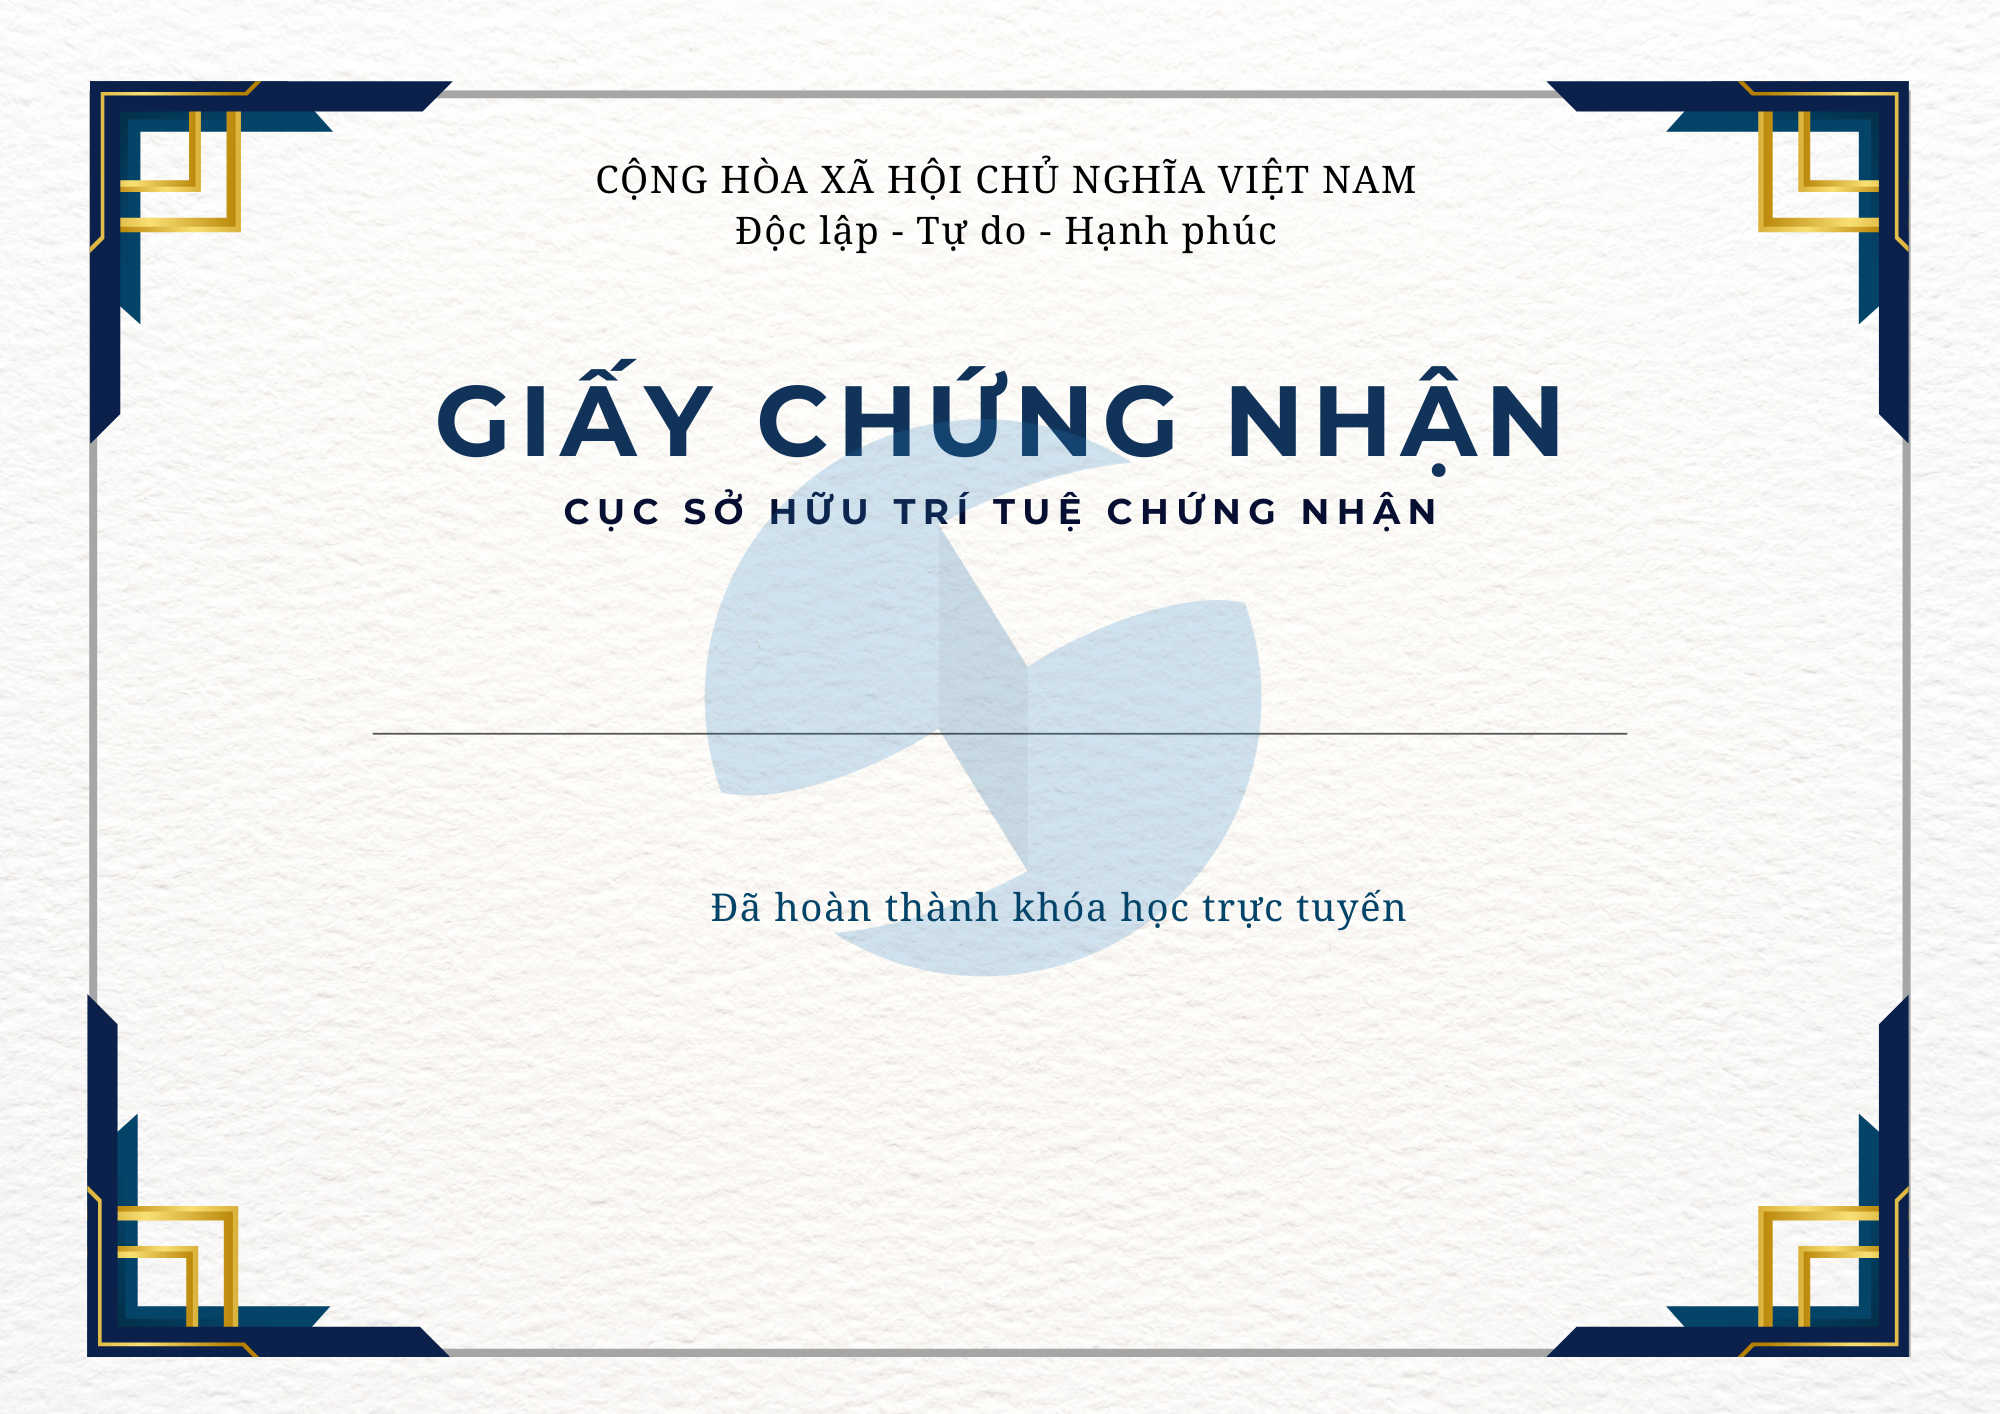 CỘNG HÒA XÃ HỘI CHỦ NGHĨA VIỆT NAM
Độc lập - Tự do - Hạnh phúc
GIẤY CHỨNG NHẬN
CỤC SỞ HỮU TRÍ TUỆ CHỨNG NHẬN
Đã hoàn thành khóa học trực tuyến